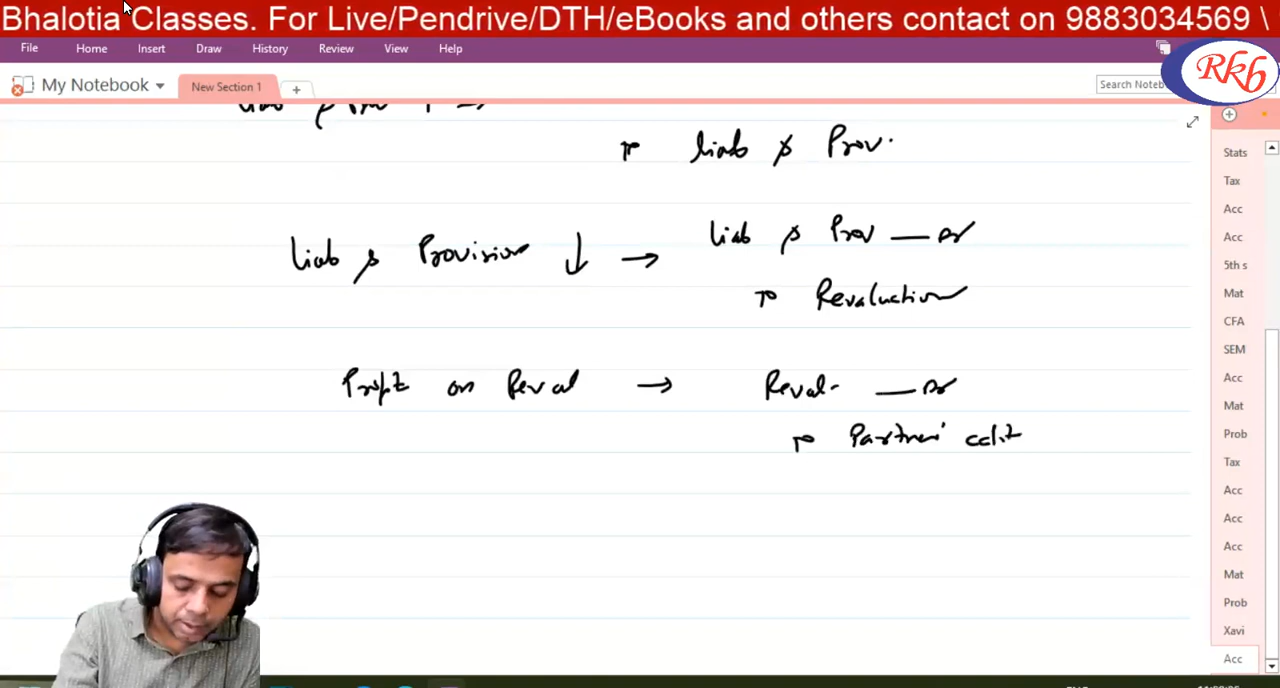 Bhalotia Classes. For Live/Pendrive/DTH/eBooks and others contact on 9883034569 \
File Home Insert Draw History Review View Help
Rkb
My Notebook New Section 1 + Search Noteb
To liab & Prov.
Liab & Provision ↓ → liab & Prov — Dr
To Revaluation
Profit on Reval → Reval. — Dr
To Partners'
Stats
Tax
Acc
Acc
5th s
Mat
CFA
SEM
Acc
Mat
Prob
Tax
Acc
Acc
Acc
Mat
Prob
Xavi
Acc